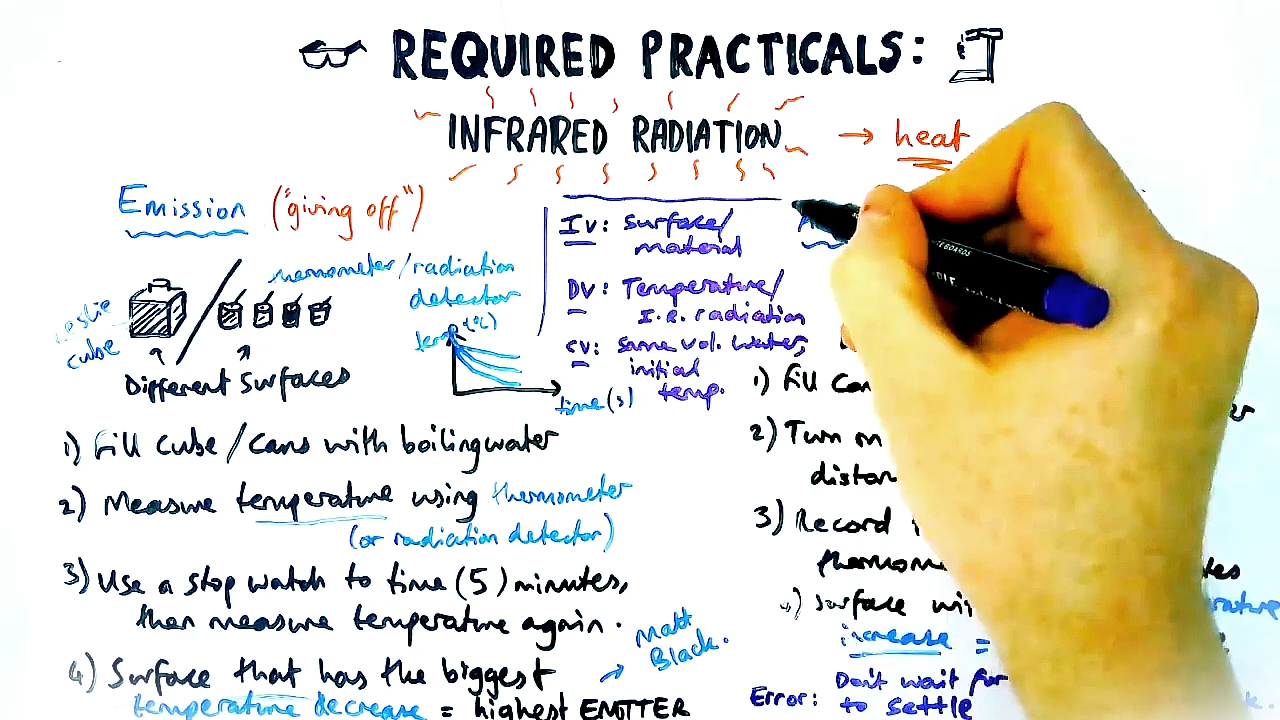 REQUIRED PRACTICALS:
INFRARED RADIATION → heat
Emission ("giving off")
thermometer/radiation
detector
Leslie
cube
Different Surfaces
temp (°C)
time (s)
IV: Surface/
material
DV: Temperature/
I.R. radiation
CV: Same vol. water,
initial
temp.
1) Fill cube/cans with boiling water
2) Measure temperature using thermometer
(or radiation detector)
3) Use a stop watch to time (5) minutes,
then measure temperature again.
4) Surface that has the biggest
temperature decrease = highest EMITTER
→ Matt
Black.
1) Fill
2) Turn on
3) Record
4) Surface
increase =
Error: Don't wait for
to settle